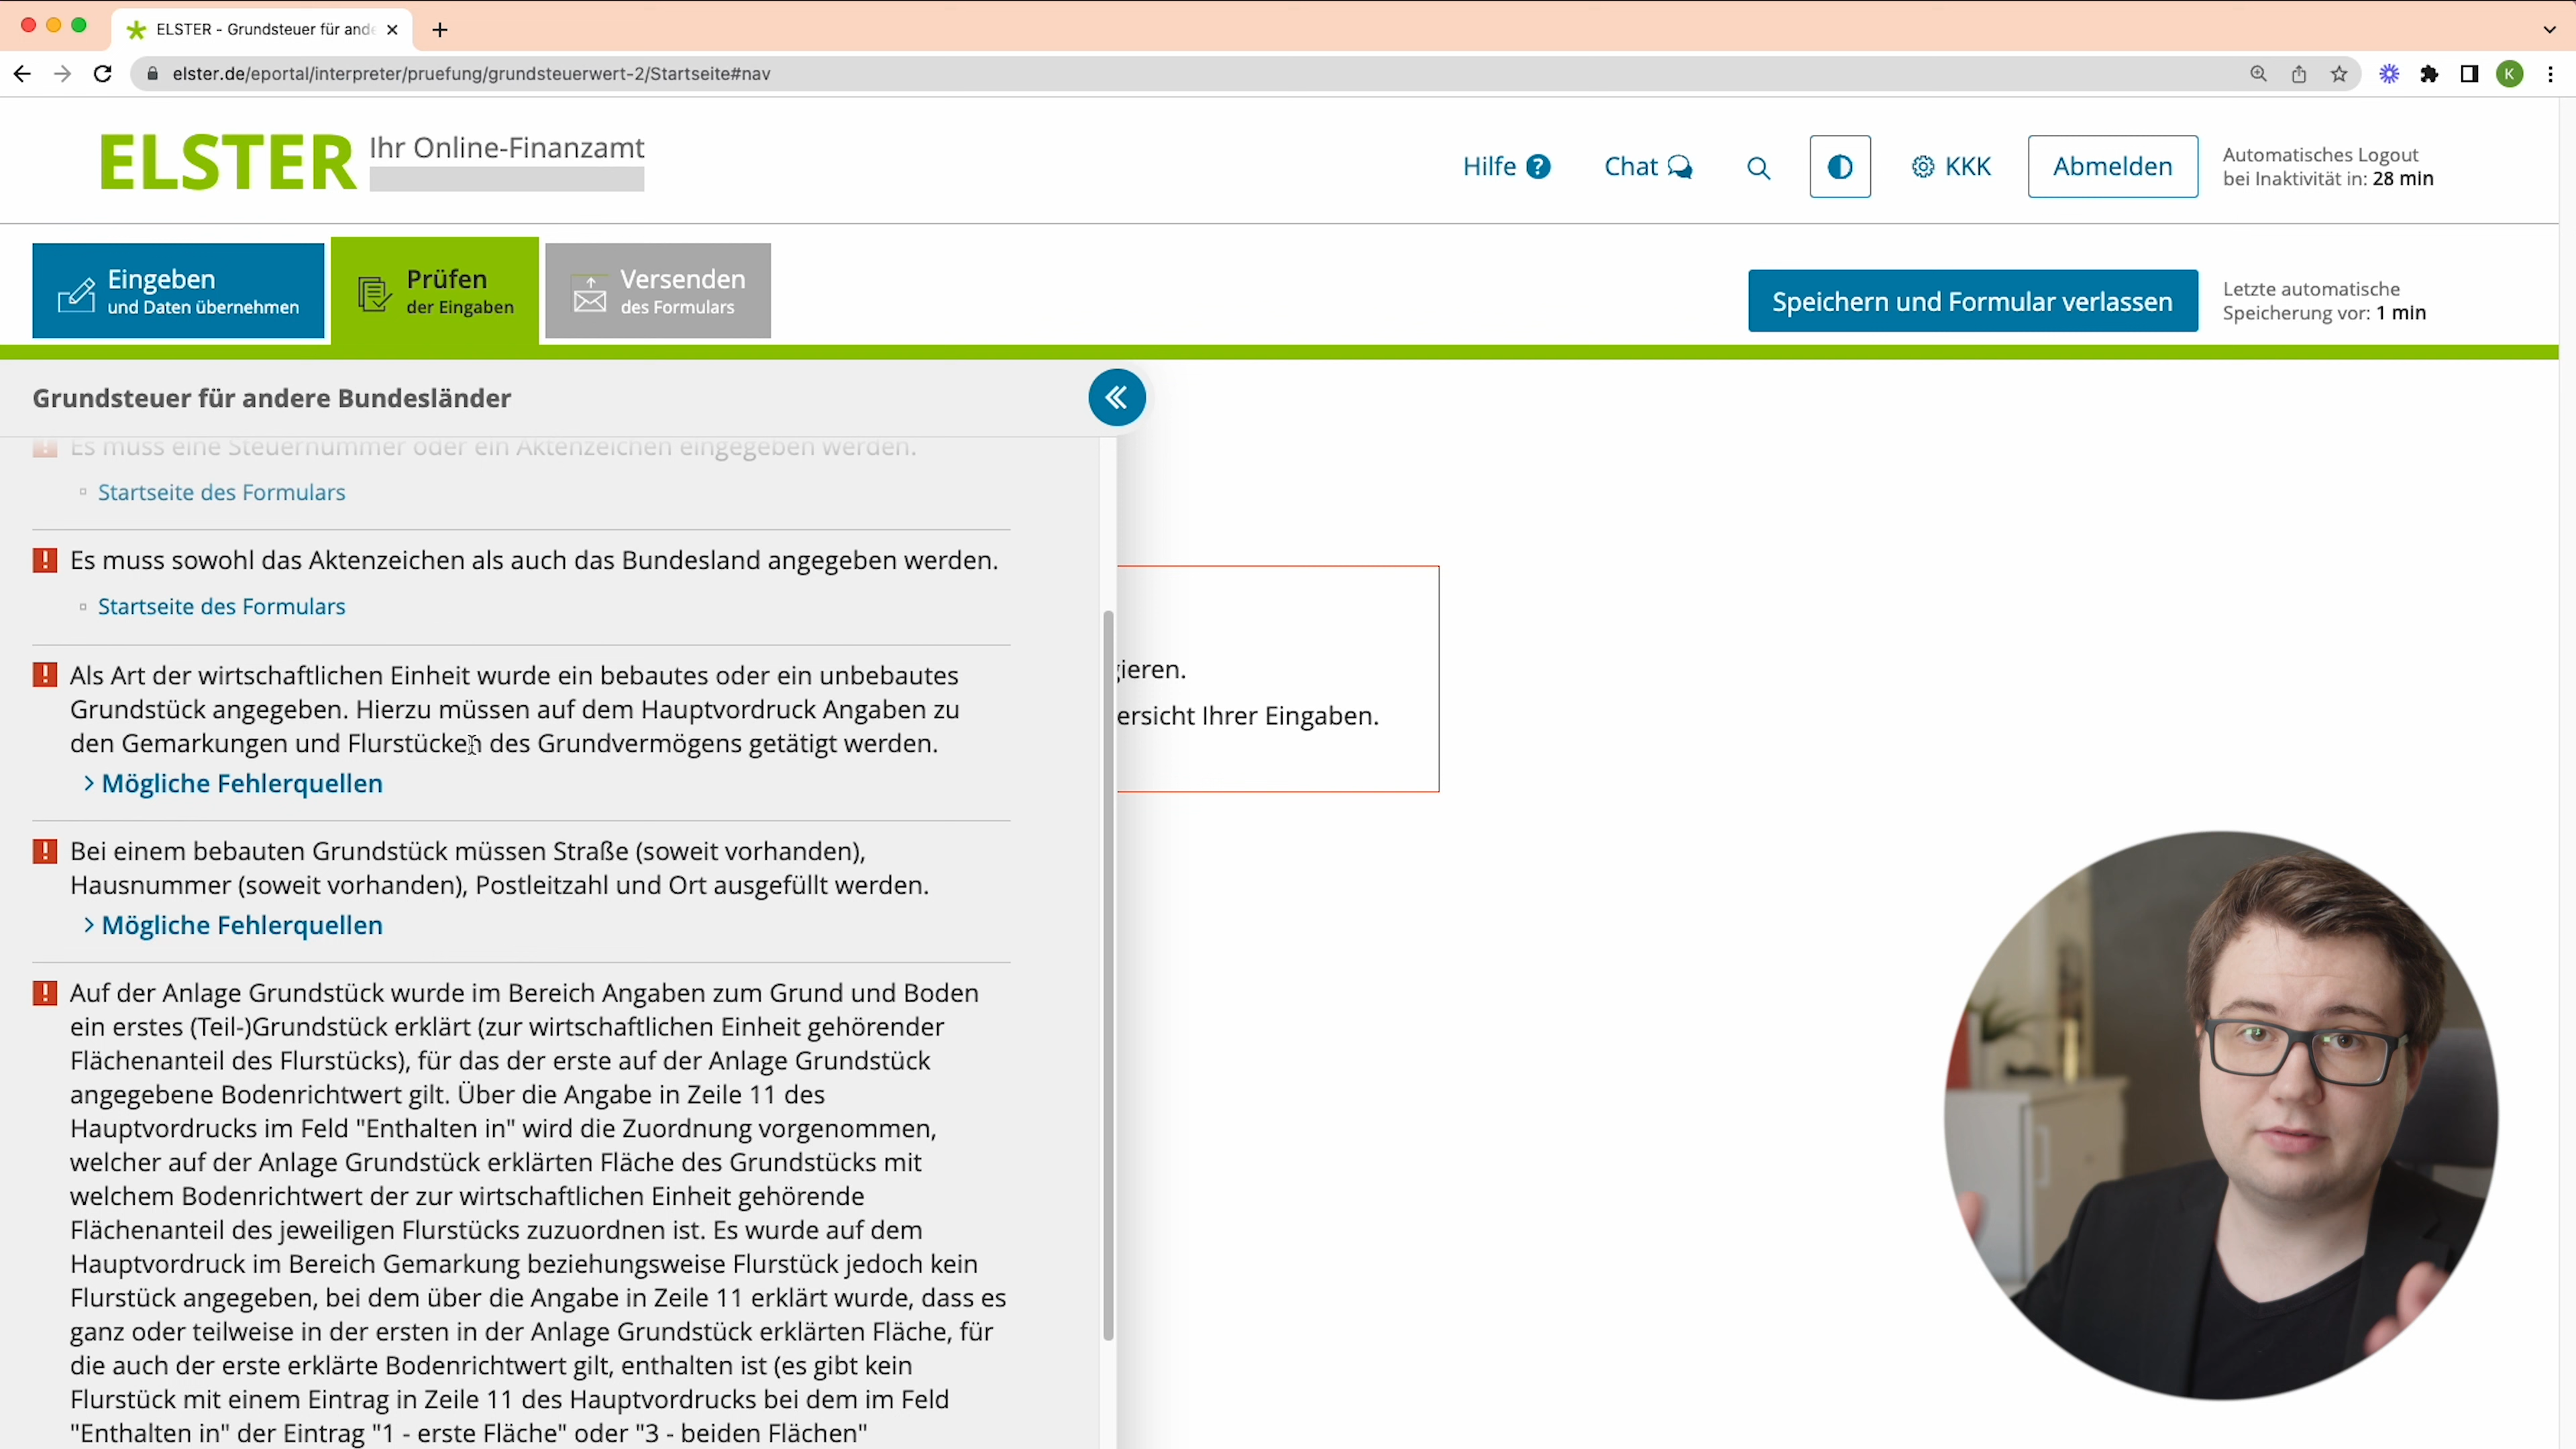 ELSTER - Grundsteuer für ande
elster.de/eportal/interpreter/pruefung/grundsteuerwert-2/Startseite#nav
K
ELSTER
Ihr Online-Finanzamt
Hilfe ?
Chat
KKK
Abmelden
Automatisches Logout
bei Inaktivität in: 28 min
Eingeben
und Daten übernehmen
Prüfen
der Eingaben
Versenden
des Formulars
Speichern und Formular verlassen
Letzte automatische
Speicherung vor: 1 min
Grundsteuer für andere Bundesländer
Es muss eine Steuernummer oder ein Aktenzeichen eingegeben werden.
Startseite des Formulars
! Es muss sowohl das Aktenzeichen als auch das Bundesland angegeben werden.
Startseite des Formulars
! Als Art der wirtschaftlichen Einheit wurde ein bebautes oder ein unbebautes
Grundstück angegeben. Hierzu müssen auf dem Hauptvordruck Angaben zu
den Gemarkungen und Flurstücken des Grundvermögens getätigt werden.
> Mögliche Fehlerquellen
! Bei einem bebauten Grundstück müssen Straße (soweit vorhanden),
Hausnummer (soweit vorhanden), Postleitzahl und Ort ausgefüllt werden.
> Mögliche Fehlerquellen
! Auf der Anlage Grundstück wurde im Bereich Angaben zum Grund und Boden
ein erstes (Teil-)Grundstück erklärt (zur wirtschaftlichen Einheit gehörender
Flächenanteil des Flurstücks), für das der erste auf der Anlage Grundstück
angegebene Bodenrichtwert gilt. Über die Angabe in Zeile 11 des
Hauptvordrucks im Feld "Enthalten in" wird die Zuordnung vorgenommen,
welcher auf der Anlage Grundstück erklärten Fläche des Grundstücks mit
welchem Bodenrichtwert der zur wirtschaftlichen Einheit gehörende
Flächenanteil des jeweiligen Flurstücks zuzuordnen ist. Es wurde auf dem
Hauptvordruck im Bereich Gemarkung beziehungsweise Flurstück jedoch kein
Flurstück angegeben, bei dem über die Angabe in Zeile 11 erklärt wurde, dass es
ganz oder teilweise in der ersten in der Anlage Grundstück erklärten Fläche, für
die auch der erste erklärte Bodenrichtwert gilt, enthalten ist (es gibt kein
Flurstück mit einem Eintrag in Zeile 11 des Hauptvordrucks bei dem im Feld
"Enthalten in" der Eintrag "1 - erste Fläche" oder "3 - beiden Flächen"
gieren.
ersicht Ihrer Eingaben.